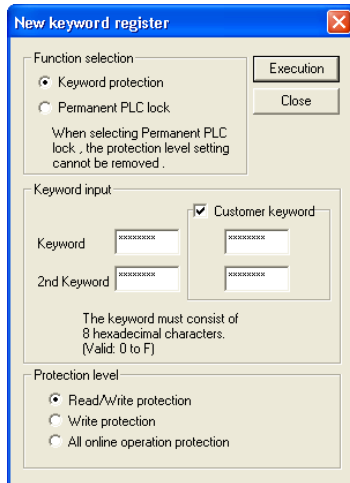 New keyword register
Function selection
Keyword protection
Permanent PLC lock
When selecting Permanent PLC
lock , the protection level setting
cannot be removed .
Execution
Close
Keyword input
Customer keyword
Keyword
××××××××
××××××××
2nd Keyword
××××××××
××××××××
The keyword must consist of
8 hexadecimal characters.
(Valid: 0 to F)
Protection level
Read/Write protection
Write protection
All online operation protection